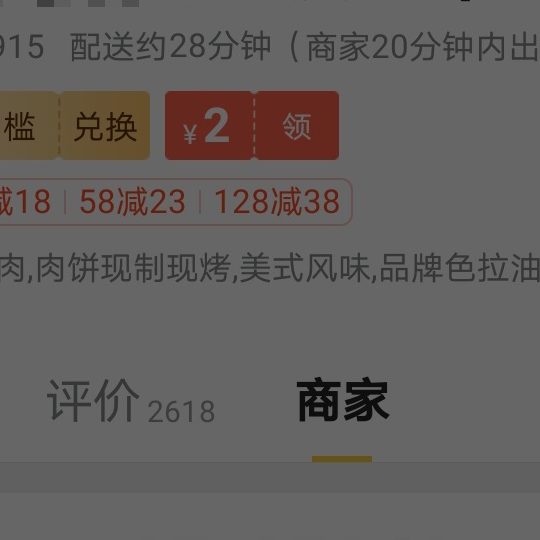 915 配送约28分钟（商家20分钟内出
槛 兑换 ¥2 领
减18 58减23 128减38
肉,肉饼现制现烤,美式风味,品牌色拉油
评价 2618 商家